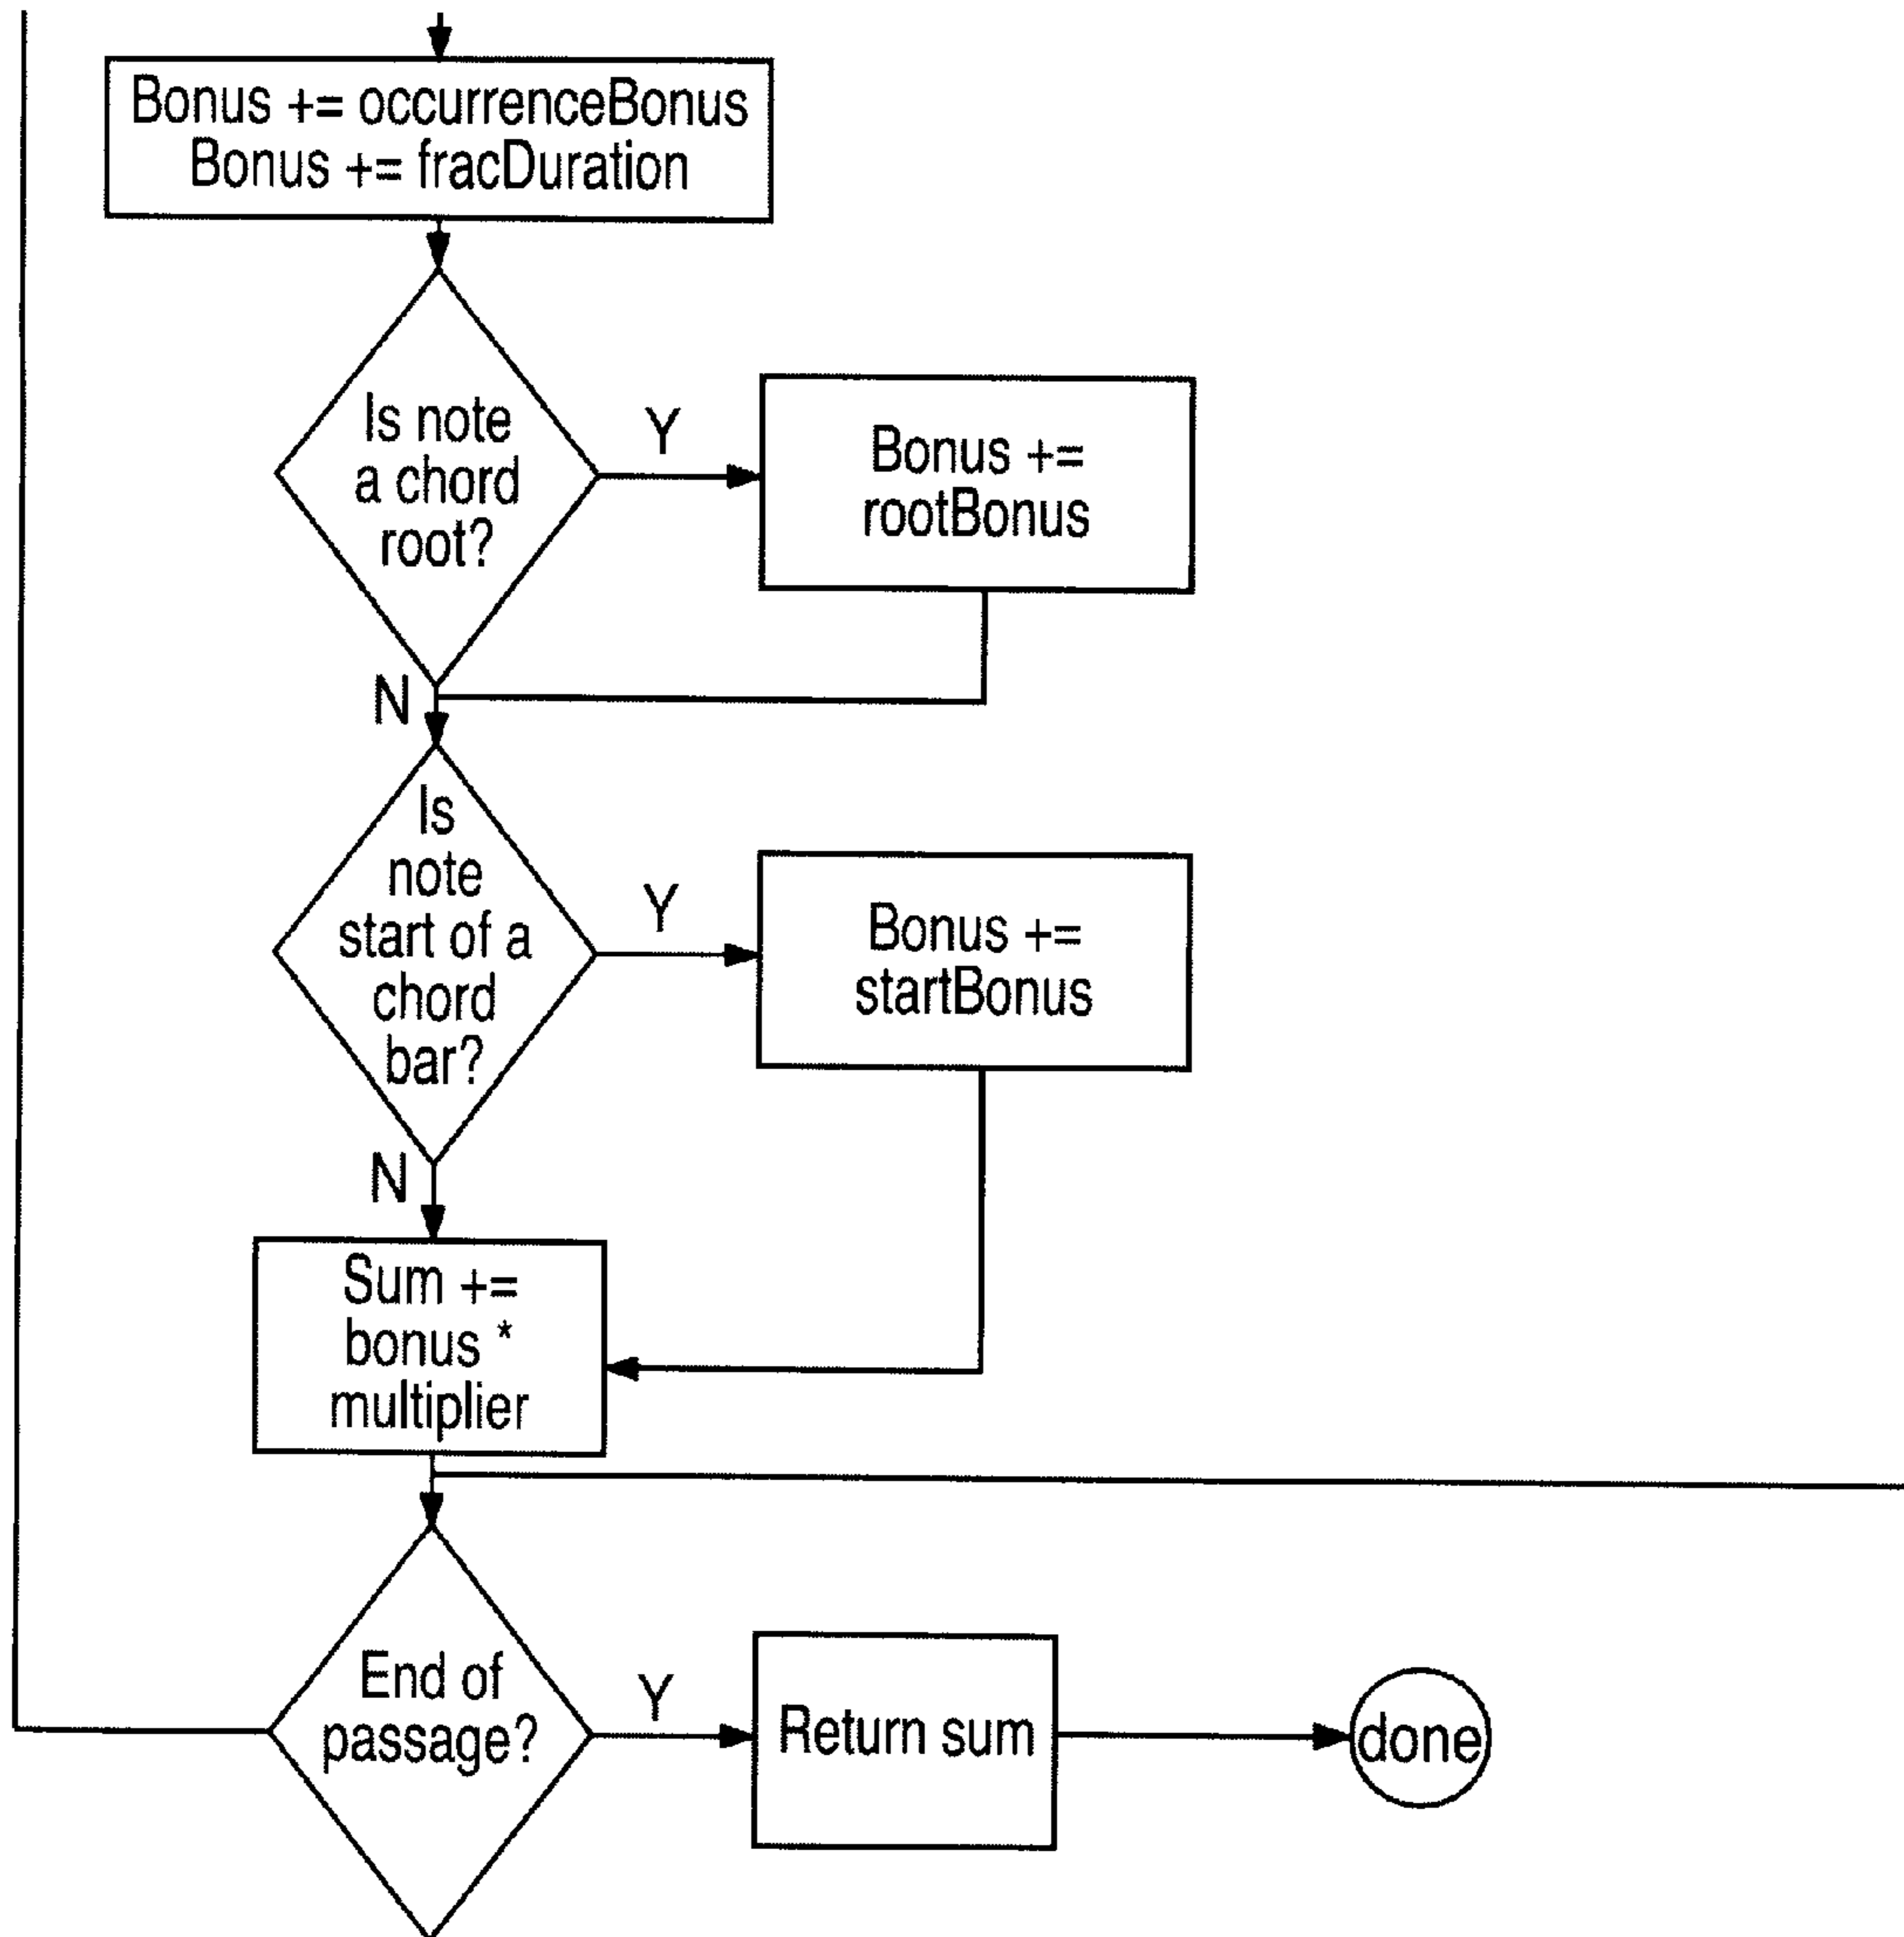 Bonus += occurrenceBonus
Bonus += fracDuration
Is note
a chord
root?
Y
Bonus +=
rootBonus
N
Is
note
start of a
chord
bar?
Y
Bonus +=
startBonus
N
Sum +=
bonus *
multiplier
End of
passage?
Y
Return sum
done